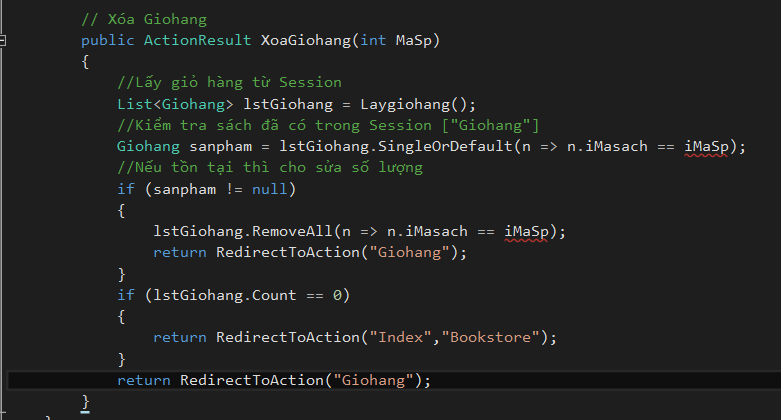 // Xóa Giohang
public ActionResult XoaGiohang(int MaSp)
{
//Lấy giỏ hàng từ Session
List<Giohang> lstGiohang = Laygiohang();
//Kiểm tra sách đã có trong Session ["Giohang"]
Giohang sanpham = lstGiohang.SingleOrDefault(n => n.iMasach == iMaSp);
//Nếu tồn tại thì cho sửa số lượng
if (sanpham != null)
{
lstGiohang.RemoveAll(n => n.iMasach == iMaSp);
return RedirectToAction("Giohang");
}
if (lstGiohang.Count == 0)
{
return RedirectToAction("Index","Bookstore");
}
return RedirectToAction("Giohang");
}
}